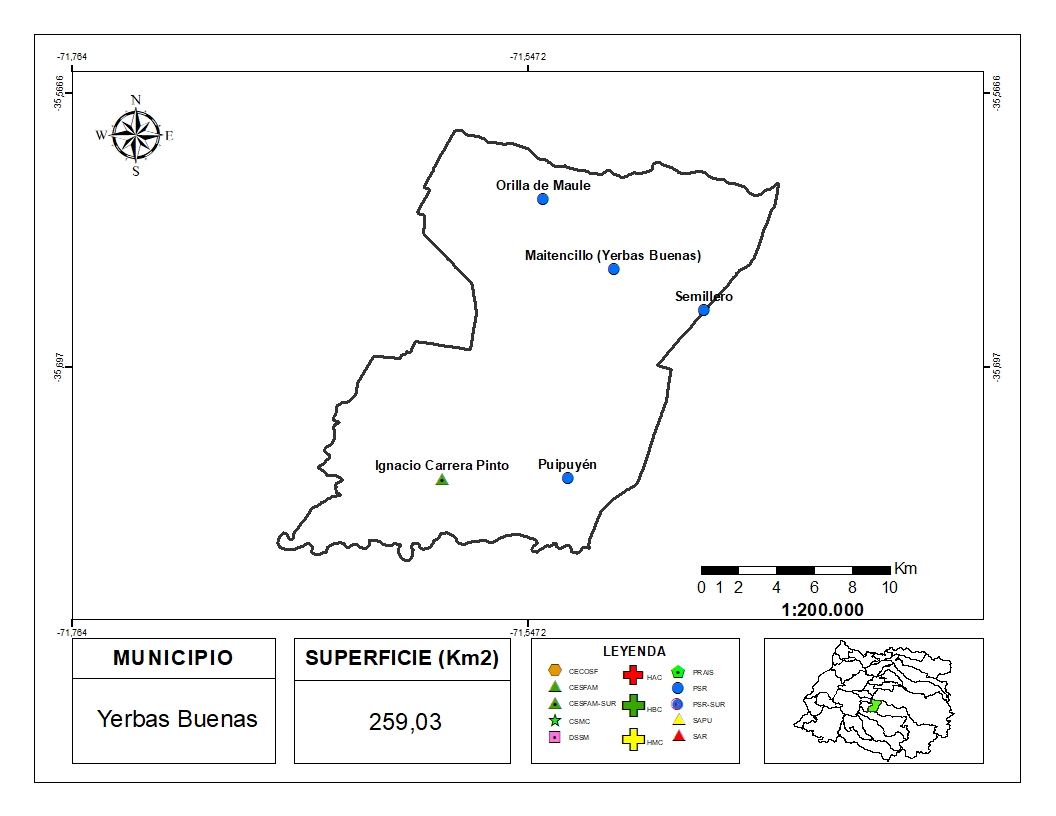 -71,764
-71,5472
-35,5666
-35,5666
N
W
E
S
Orilla de Maule
Maitencillo (Yerbas Buenas)
Semillero
-35,697
-35,697
Ignacio Carrera Pinto
Puipuyén
Km
0 1 2 4 6 8 10
1:200.000
-71,764
-71,5472
MUNICIPIO
Yerbas Buenas
SUPERFICIE (Km2)
259,03
LEYENDA
CECOSF
CESFAM
CESFAM-SUR
CSMC
DSSM
HAC
HBC
HMC
PRAIS
PSR
PSR-SUR
SAPU
SAR